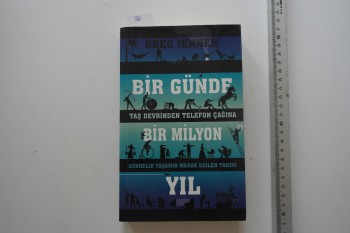 GREG JENNER
BİR GÜNDE
TAŞ DEVRİNDEN TELEFON ÇAĞINA
BİR MİLYON
GÜNDELİK YAŞAMIN MERAK EDİLEN TARİHİ
YIL